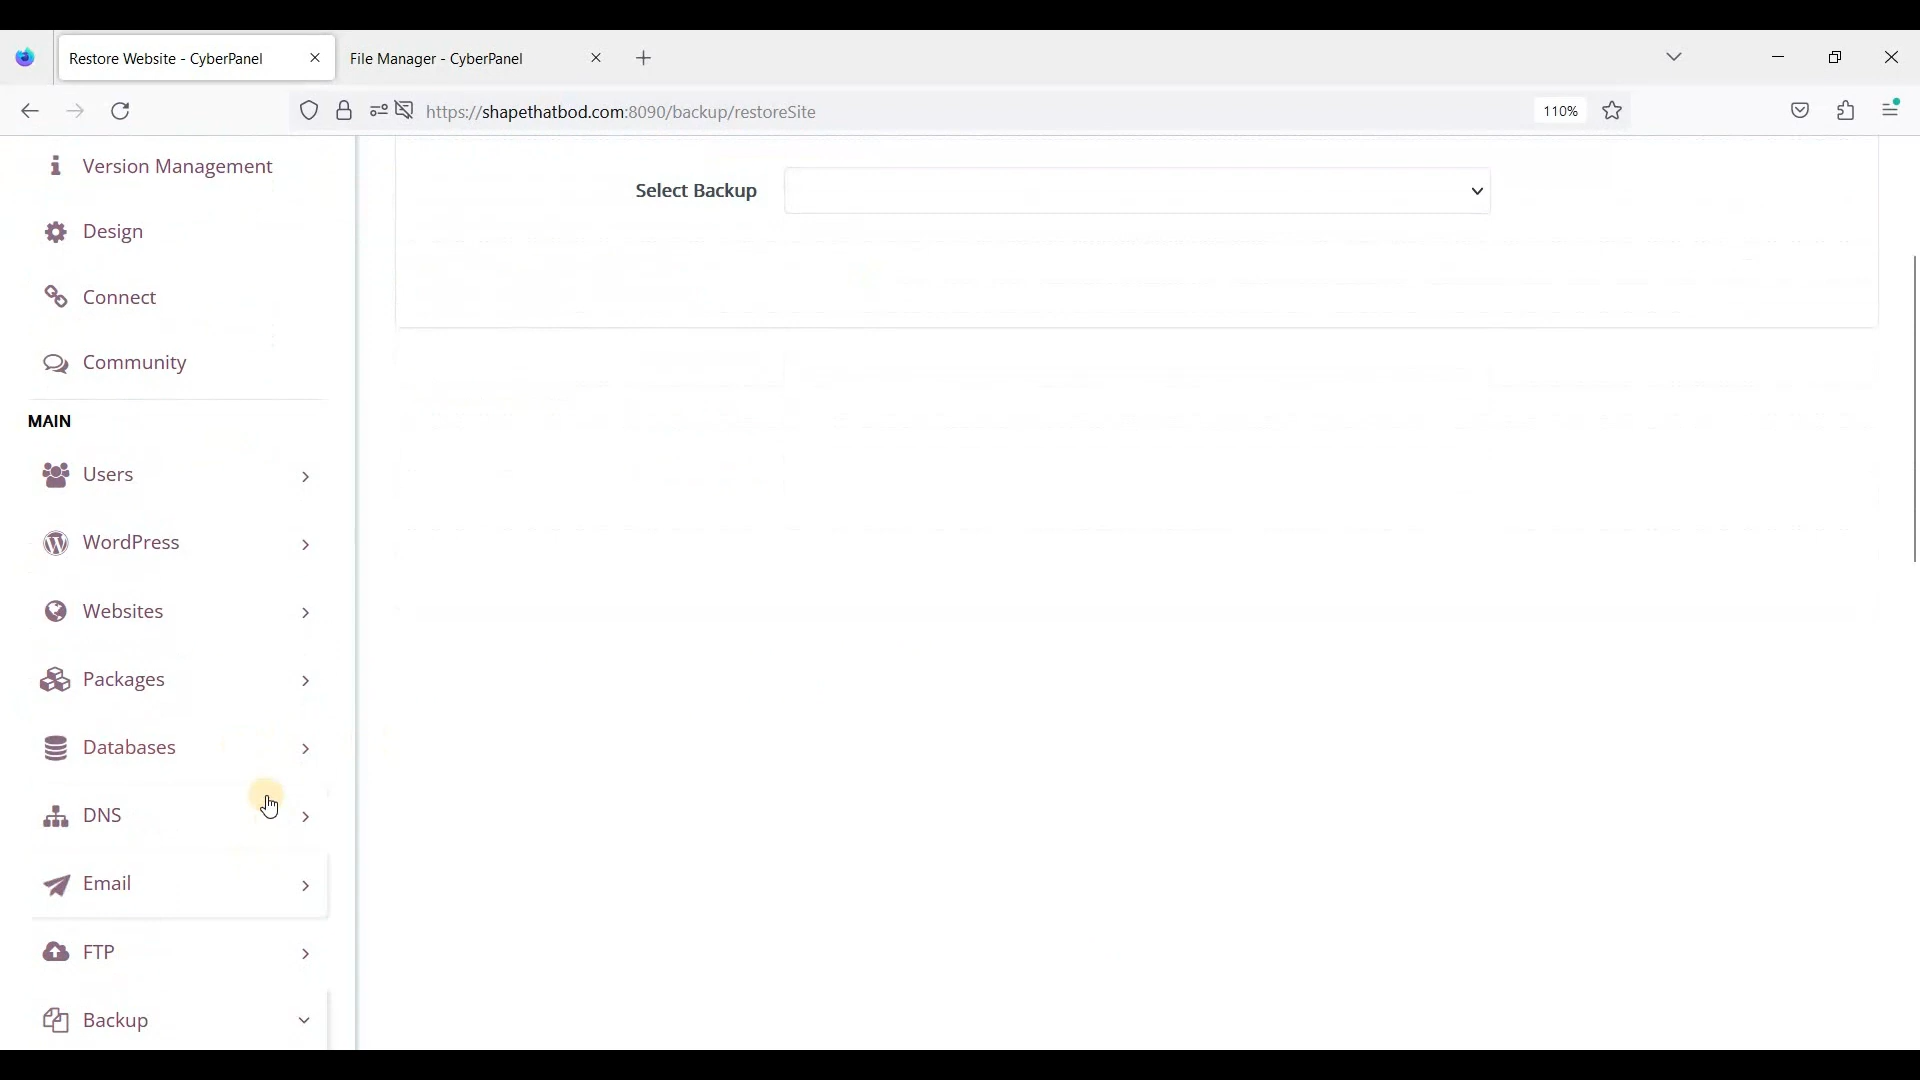 Restore Website - CyberPanel
File Manager - CyberPanel
https://shapethatbod.com:8090/backup/restoreSite
110%
Version Management
Design
Connect
Community
MAIN
Users
WordPress
Websites
Packages
Databases
DNS
Email
FTP
Backup
Select Backup